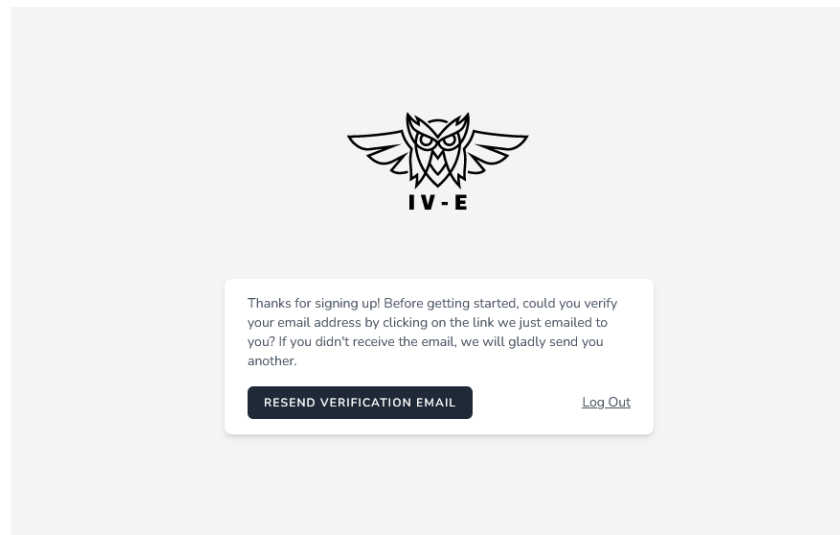 IV-E
Thanks for signing up! Before getting started, could you verify
your email address by clicking on the link we just emailed to
you? If you didn't receive the email, we will gladly send you
another.
RESEND VERIFICATION EMAIL
Log Out